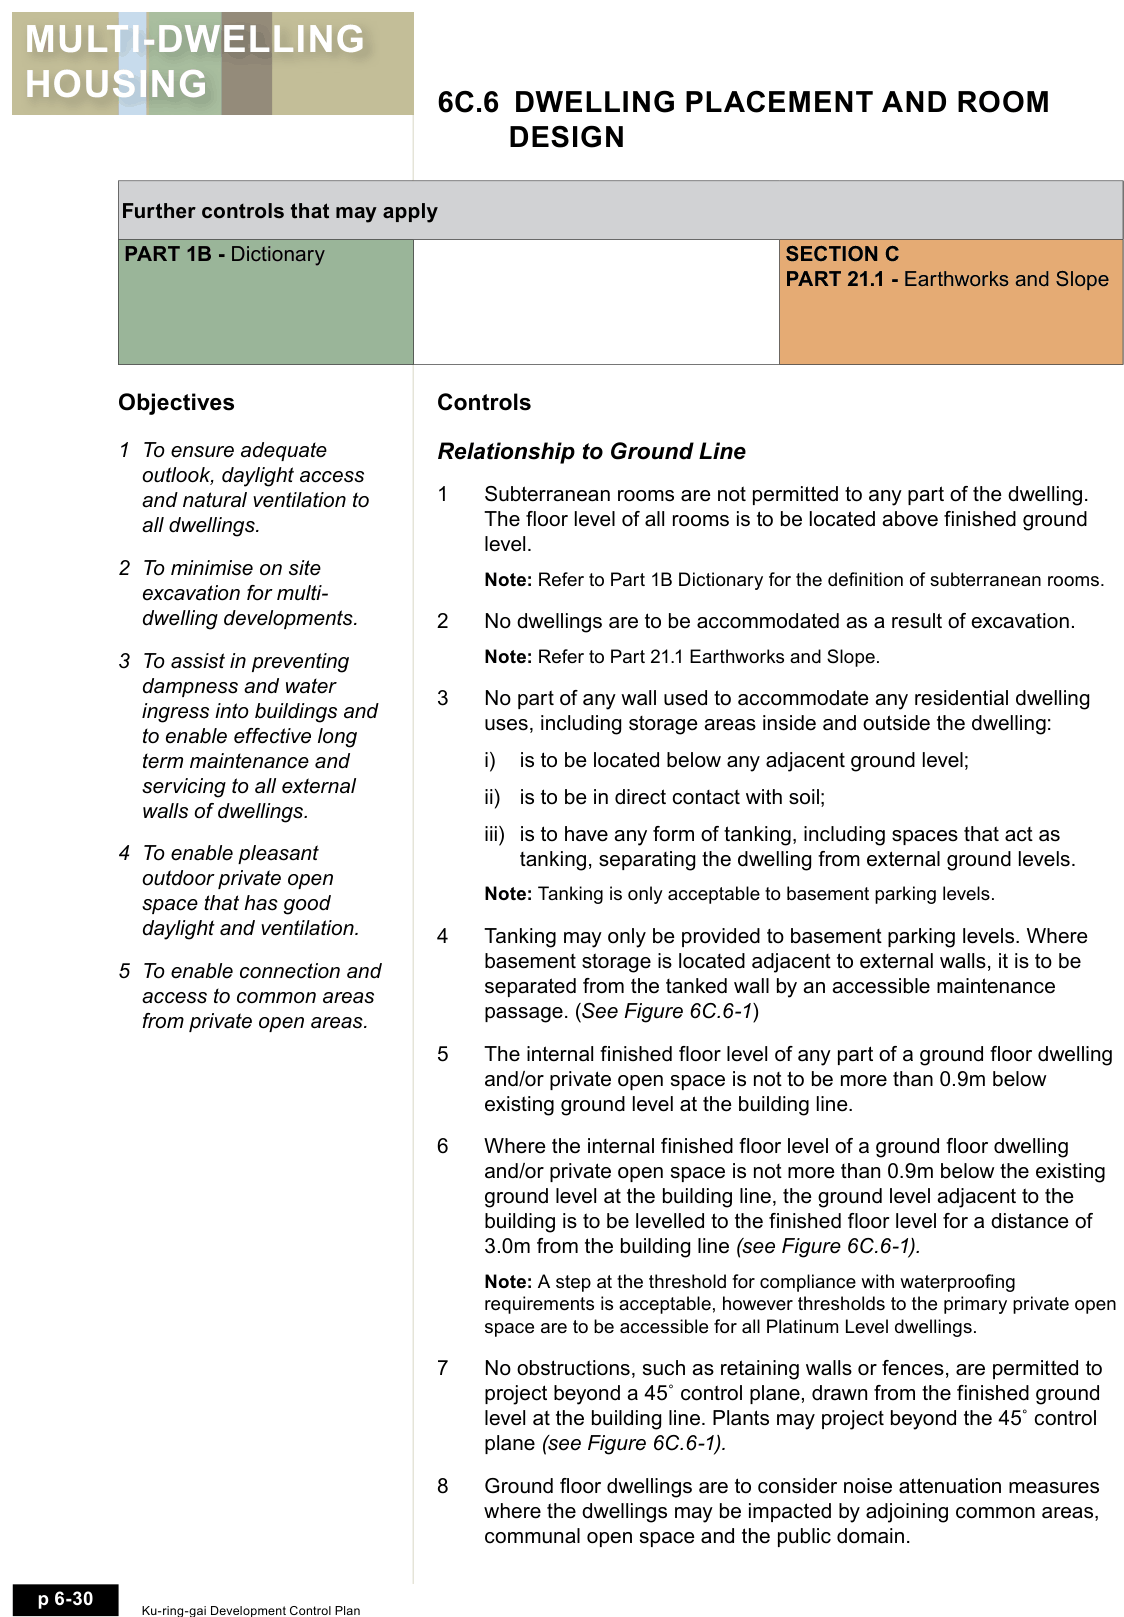 MULTI-DWELLING
HOUSING
6C.6 DWELLING PLACEMENT AND ROOM
DESIGN
Further controls that may apply
PART 1B - Dictionary
SECTION C
PART 21.1 - Earthworks and Slope
Objectives
1 To ensure adequate
outlook, daylight access
and natural ventilation to
all dwellings.
2 To minimise on site
excavation for multi-
dwelling developments.
3 To assist in preventing
dampness and water
ingress into buildings and
to enable effective long
term maintenance and
servicing to all external
walls of dwellings.
4 To enable pleasant
outdoor private open
space that has good
daylight and ventilation.
5 To enable connection and
access to common areas
from private open areas.
Controls
Relationship to Ground Line
1 Subterranean rooms are not permitted to any part of the dwelling.
The floor level of all rooms is to be located above finished ground
level.
Note: Refer to Part 1B Dictionary for the definition of subterranean rooms.
2 No dwellings are to be accommodated as a result of excavation.
Note: Refer to Part 21.1 Earthworks and Slope.
3 No part of any wall used to accommodate any residential dwelling
uses, including storage areas inside and outside the dwelling:
i) is to be located below any adjacent ground level;
ii) is to be in direct contact with soil;
iii) is to have any form of tanking, including spaces that act as
tanking, separating the dwelling from external ground levels.
Note: Tanking is only acceptable to basement parking levels.
4 Tanking may only be provided to basement parking levels. Where
basement storage is located adjacent to external walls, it is to be
separated from the tanked wall by an accessible maintenance
passage. (See Figure 6C.6-1)
5 The internal finished floor level of any part of a ground floor dwelling
and/or private open space is not to be more than 0.9m below
existing ground level at the building line.
6 Where the internal finished floor level of a ground floor dwelling
and/or private open space is not more than 0.9m below the existing
ground level at the building line, the ground level adjacent to the
building is to be levelled to the finished floor level for a distance of
3.0m from the building line (see Figure 6C.6-1).
Note: A step at the threshold for compliance with waterproofing
requirements is acceptable, however thresholds to the primary private open
space are to be accessible for all Platinum Level dwellings.
7 No obstructions, such as retaining walls or fences, are permitted to
project beyond a 45˚ control plane, drawn from the finished ground
level at the building line. Plants may project beyond the 45˚ control
plane (see Figure 6C.6-1).
8 Ground floor dwellings are to consider noise attenuation measures
where the dwellings may be impacted by adjoining common areas,
communal open space and the public domain.
p 6-30
Ku-ring-gai Development Control Plan